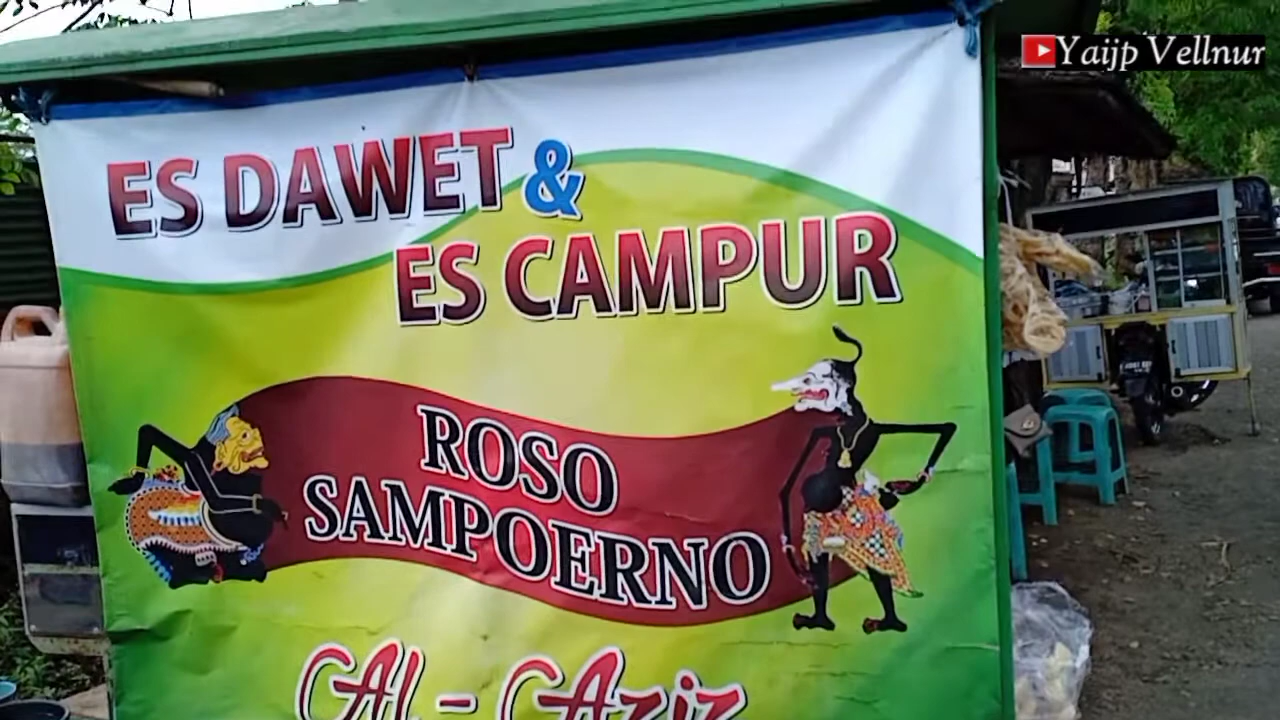 Yaijp Vellnur
ES DAWET &
ES CAMPUR
ROSO
SAMPOERNO
Al - Aziz